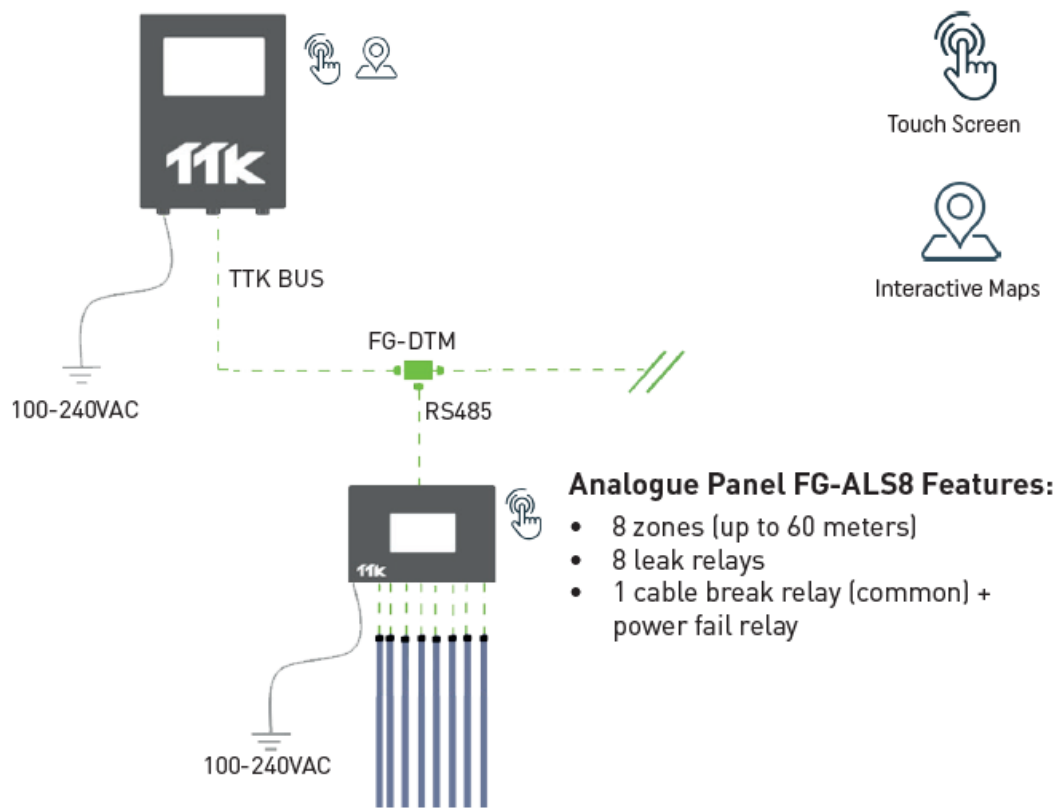 TTK
Touch Screen
Interactive Maps
TTK BUS
FG-DTM
100-240VAC
RS485
Analogue Panel FG-ALS8 Features:
• 8 zones (up to 60 meters)
• 8 leak relays
• 1 cable break relay (common) +
power fail relay
TTK
100-240VAC